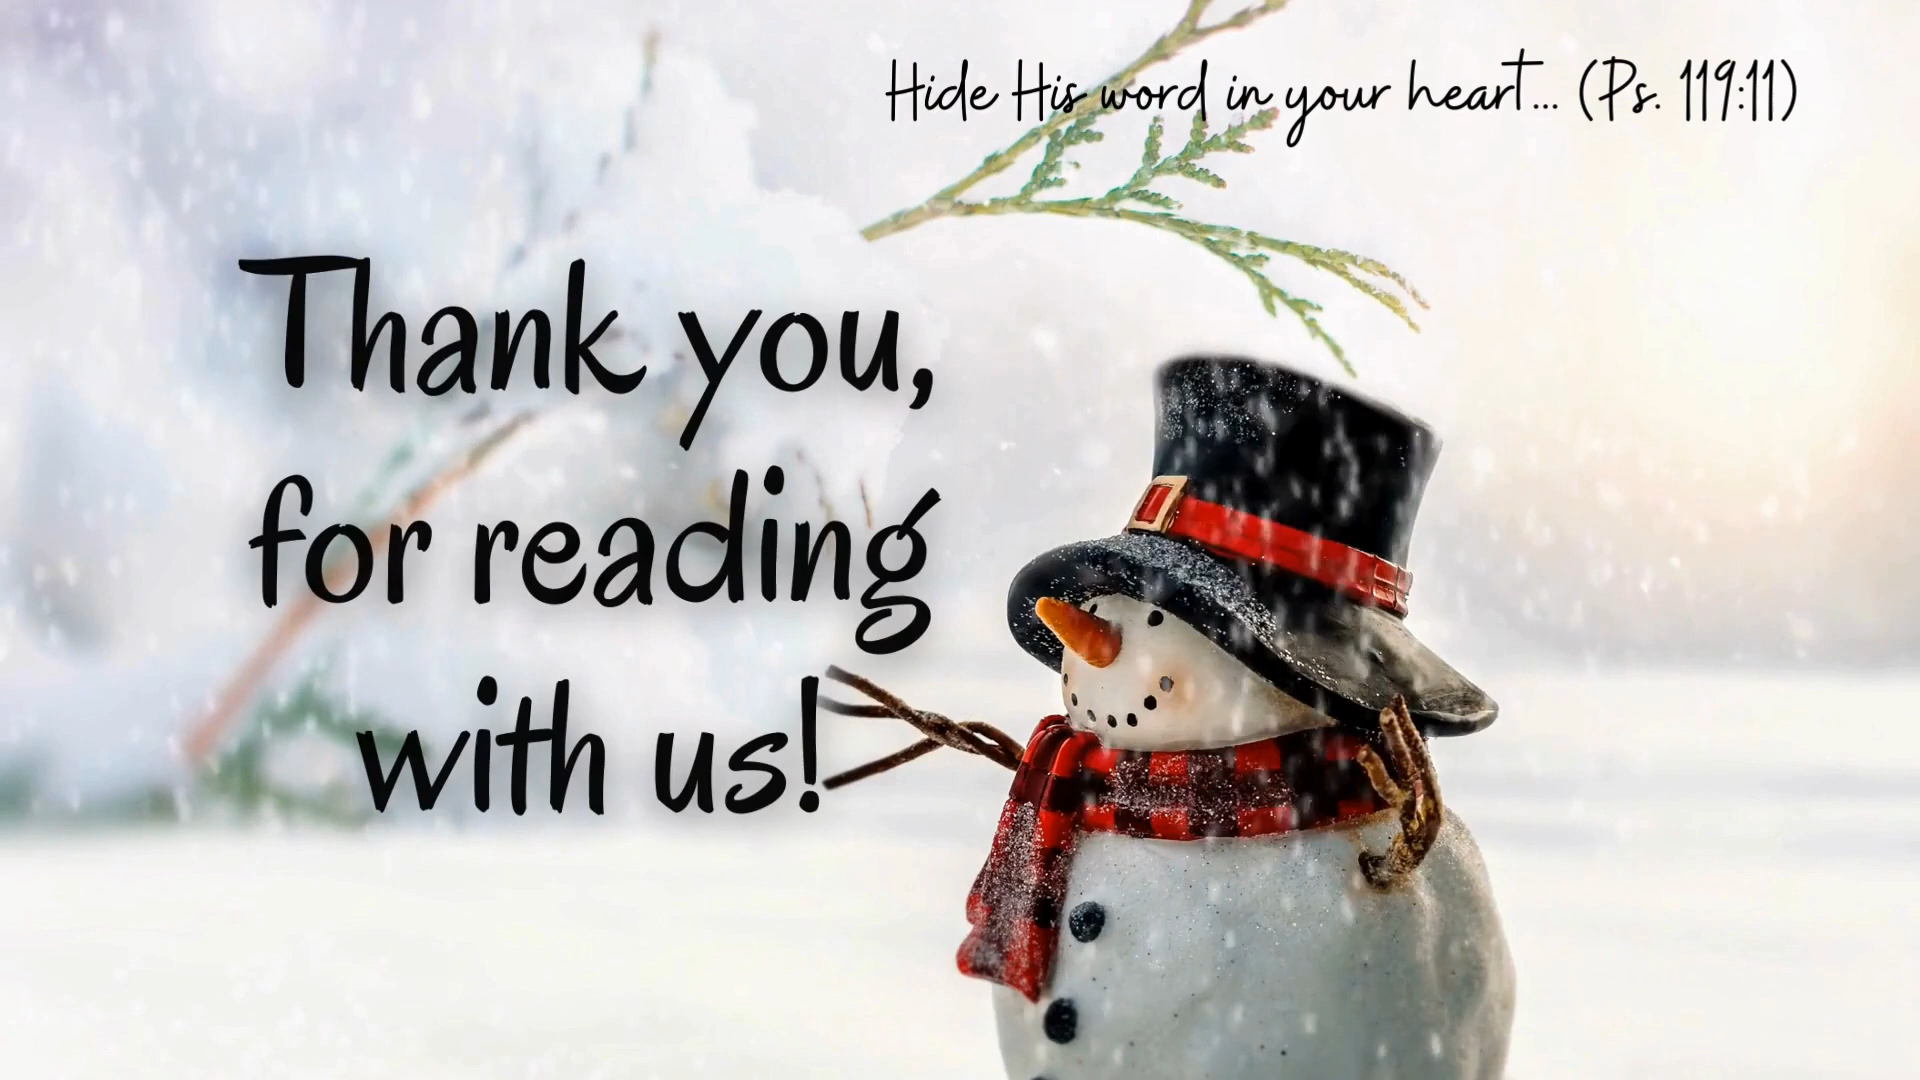 Hide His word in your heart... (Ps. 119:11)
Thank you,
for reading
with us!